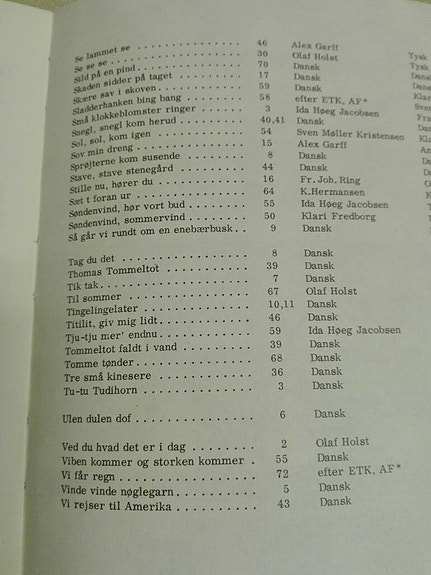 Se lammet se . . . . . . . . . . . . . . 46 Alex Garff Tysk
Se se se . . . . . . . . . . . . . . . . 30 Olaf Holst
Sild på en pind . . . . . . . . . . . . . 70 Dansk
Skaden sidder på taget . . . . . . . . . 17 Dansk
Skære sav i skoven . . . . . . . . . . . 59 Dansk
Sladderhanken bing bang . . . . . . . . . 58 efter ETK, AF*
Små klokkeblomster ringer . . . . . . . . 3 Ida Høeg Jacobsen
Snegl, snegl kom herud . . . . . . . . . 40,41 Dansk
Sol, sol, kom igen . . . . . . . . . . . 54 Sven Møller Kristensen
Sov min dreng . . . . . . . . . . . . . . 15 Alex Garff
Sprøjterne kom susende . . . . . . . . . 8 Dansk
Stave, stave stenegård . . . . . . . . . 44 Dansk
Stille nu, hører du . . . . . . . . . . . 16 Fr. Joh. Ring
Sæt t foran ur . . . . . . . . . . . . . 64 K.Hermansen
Søndenvind, hør vort bud . . . . . . . . 55 Ida Høeg Jacobsen
Søndenvind, sommervind . . . . . . . . . 50 Klari Fredborg
Så går vi rundt om en enebærbusk . . 9 Dansk
Tag du det . . . . . . . . . . . . . . . 8 Dansk
Thomas Tommeltot . . . . . . . . . . . . 39 Dansk
Tik tak . . . . . . . . . . . . . . . . . 7 Dansk
Til sommer . . . . . . . . . . . . . . . 67 Olaf Holst
Tingelingelater . . . . . . . . . . . . . 10,11 Dansk
Titilit, giv mig lidt . . . . . . . . . . 46 Dansk
Tju-tju mer' endnu . . . . . . . . . . . 59 Ida Høeg Jacobsen
Tommeltot faldt i vand . . . . . . . . . 39 Dansk
Tomme tønder . . . . . . . . . . . . . . 68 Dansk
Tre små kinesere . . . . . . . . . . . . 36 Dansk
Tu-tu Tudihorn . . . . . . . . . . . . . 3 Dansk
Ulen dulen dof . . . . . . . . . . . . . 6 Dansk
Ved du hvad det er i dag . . . . . . . . 2 Olaf Holst
Viben kommer og storken kommer . 55 Dansk
Vi får regn . . . . . . . . . . . . . . . 72 efter ETK, AF*
Vinde vinde nøglegarn . . . . . . . . . . 5 Dansk
Vi rejser til Amerika . . . . . . . . . . 43 Dansk